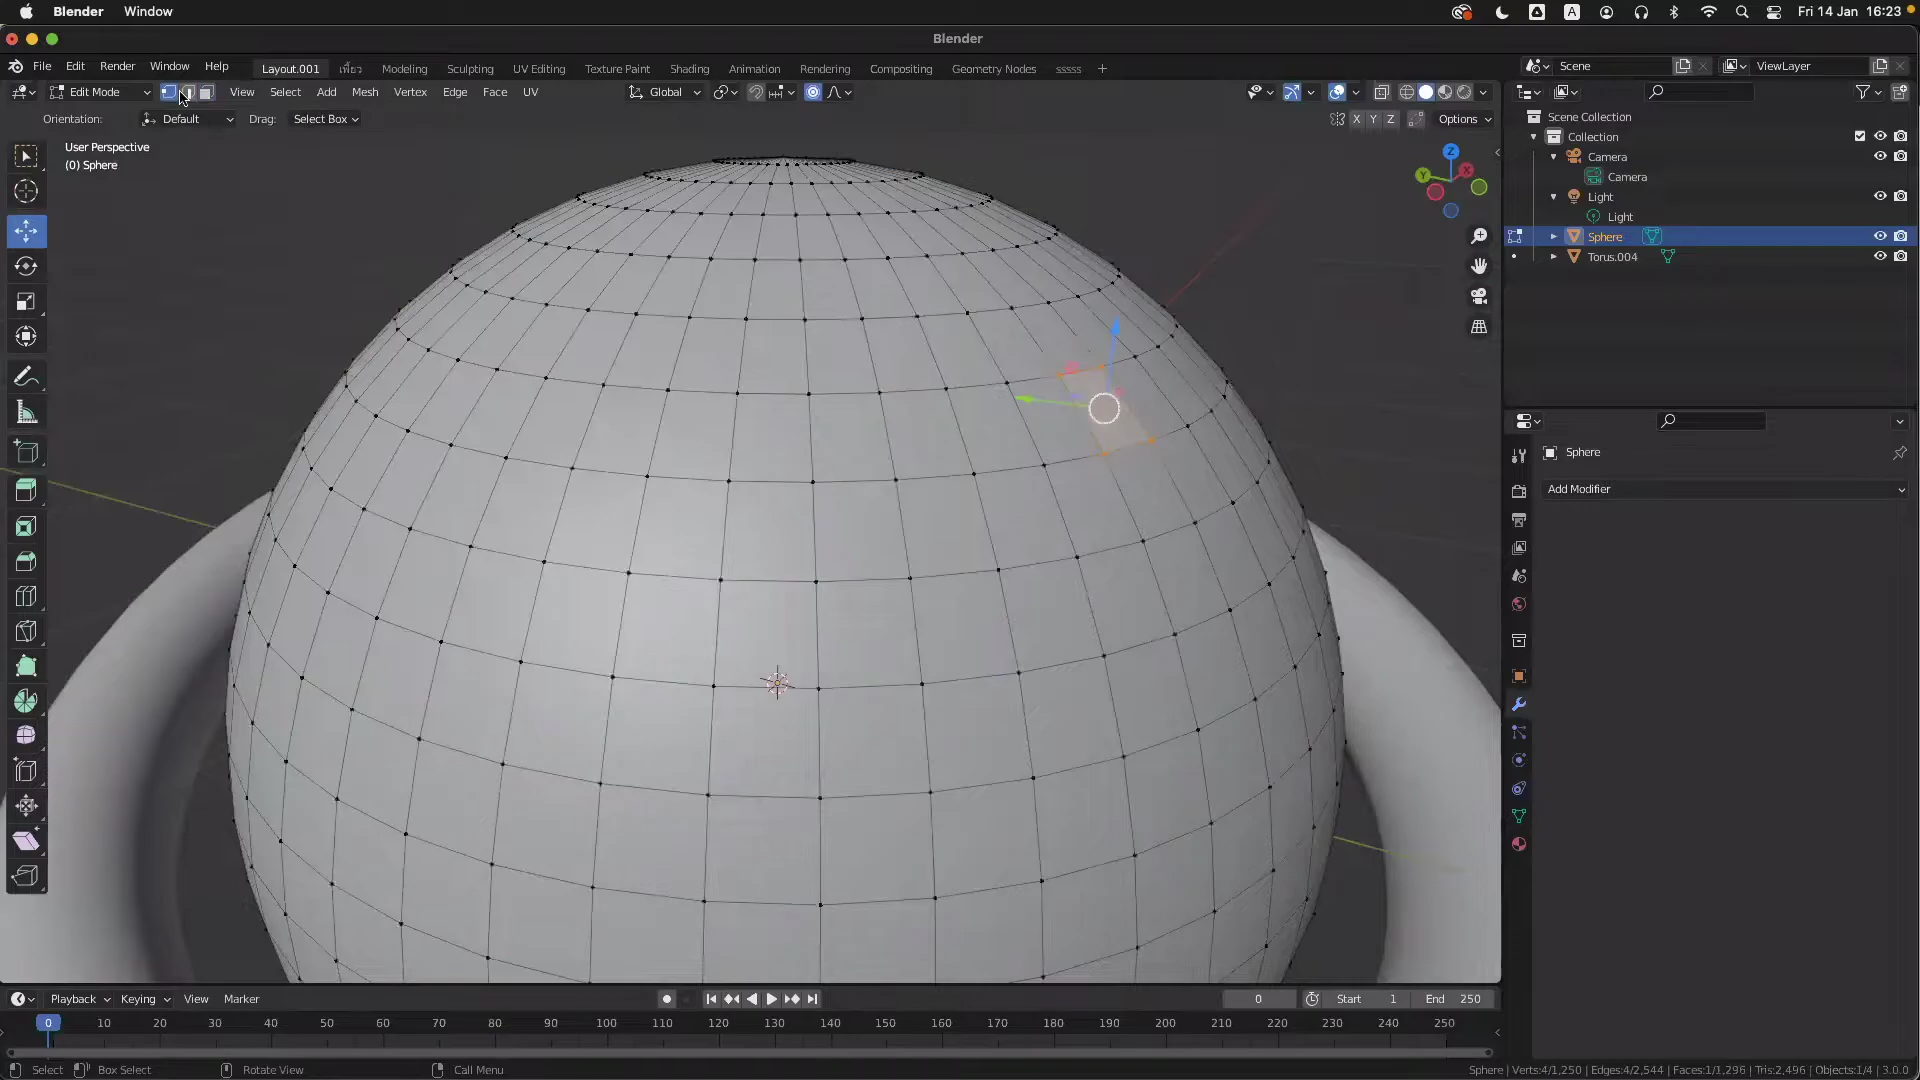 Blender Window A Fri 14 Jan 16:23
Blender
File Edit Render Window Help Layout.001 เพี้ยว Modeling Sculpting UV Editing Texture Paint Shading Animation Rendering Compositing Geometry Nodes sssss + Scene ViewLayer
Edit Mode View Select Add Mesh Vertex Edge Face UV Global
Orientation: Default Drag: Select Box X Y Z Options
User Perspective
(0) Sphere
Z
Y X
Scene Collection
Collection
Camera
Camera
Light
Light
Sphere
Torus.004
Sphere
Add Modifier
Playback Keying View Marker 0 Start 1 End 250
0 10 20 30 40 50 60 70 80 90 100 110 120 130 140 150 160 170 180 190 200 210 220 230 240 250
Select Box Select Rotate View Call Menu Sphere | Verts:4/1,250 | Edges:4/2,544 | Faces:1/1,296 | Tris:2,496 | Objects:1/4 | 3.0.0